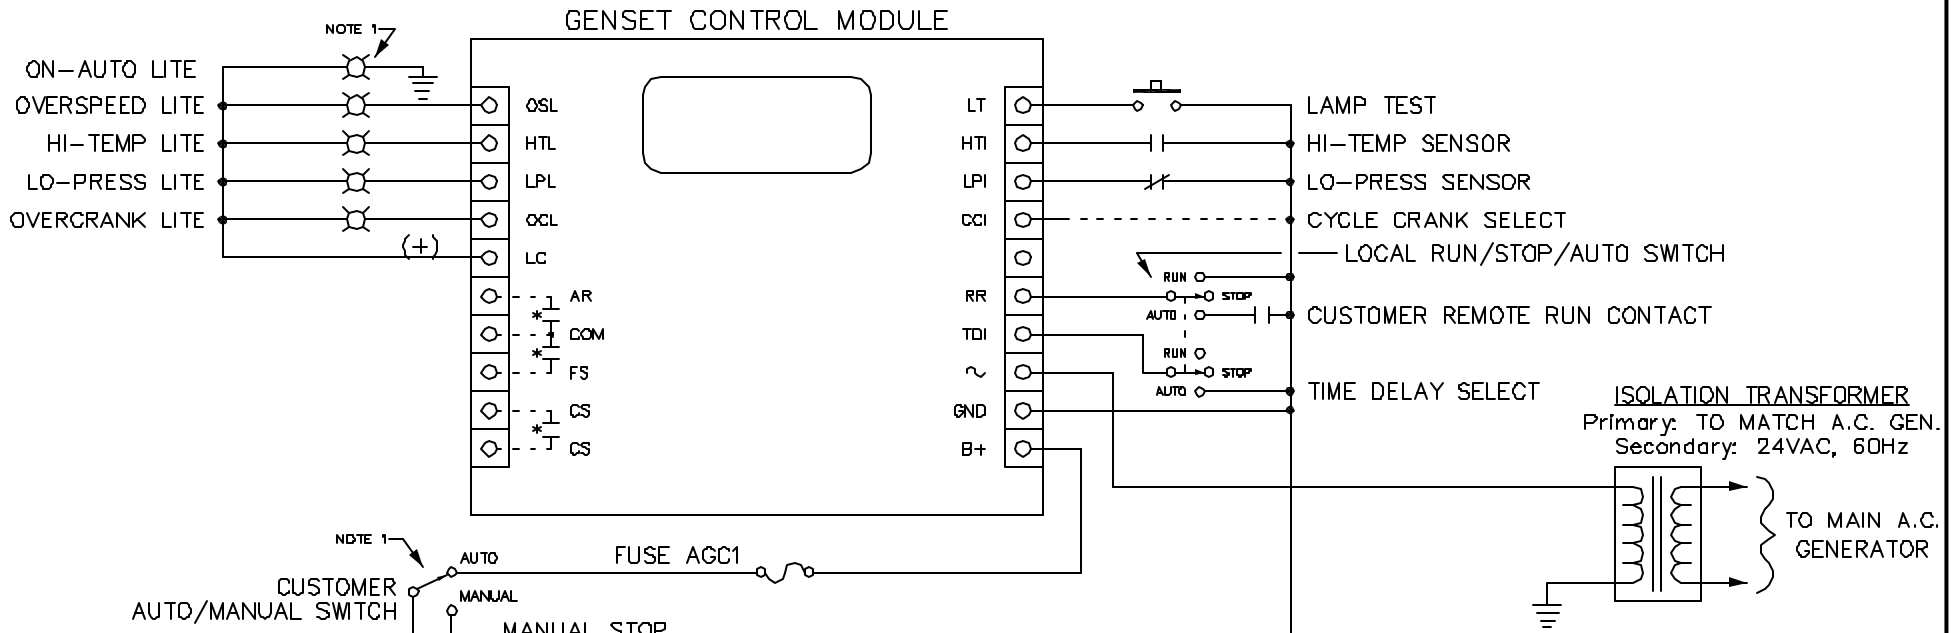 GENSET CONTROL MODULE
NOTE 1
ON-AUTO LITE
OVERSPEED LITE
HI-TEMP LITE
LO-PRESS LITE
OVERCRANK LITE
(+)
OSL
HTL
LPL
OCL
LC
AR
*
COM
*
FS
CS
*
CS
LT
HTI
LPI
CCI
RR
TDI
~
GND
B+
LAMP TEST
HI-TEMP SENSOR
LO-PRESS SENSOR
CYCLE CRANK SELECT
LOCAL RUN/STOP/AUTO SWITCH
RUN
STOP
AUTO
CUSTOMER REMOTE RUN CONTACT
RUN
STOP
AUTO
TIME DELAY SELECT
ISOLATION TRANSFORMER
Primary: TO MATCH A.C. GEN.
Secondary: 24VAC, 60Hz
TO MAIN A.C.
GENERATOR
NOTE 1
AUTO
FUSE AGC1
CUSTOMER
AUTO/MANUAL SWITCH
MANUAL
MANUAL STOP